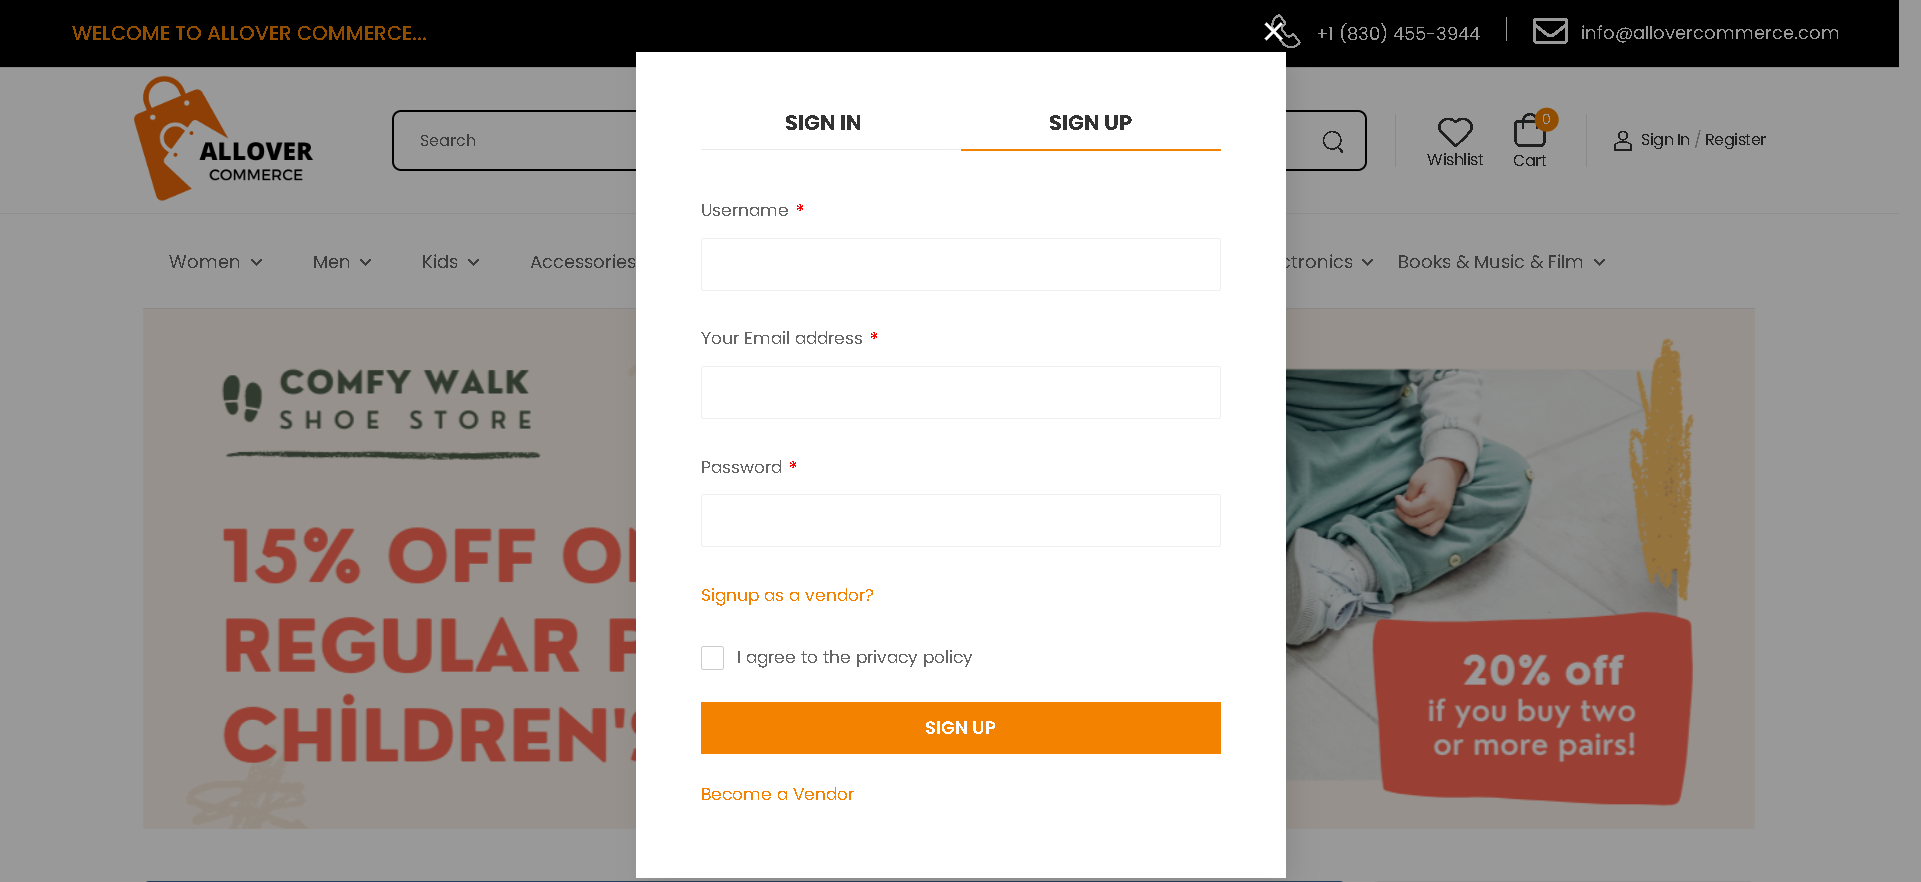 WELCOME TO ALLOVER COMMERCE...
+1 (830) 455-3944
info@allovercommerce.com
ALLOVER
COMMERCE
Search
Wishlist
0
Cart
Sign In / Register
Women
Men
Kids
Accessories
ctronics
Books & Music & Film
SIGN IN
SIGN UP
Username *
Your Email address *
Password *
Signup as a vendor?
I agree to the privacy policy
SIGN UP
Become a Vendor
COMFY WALK
SHOE STORE
15% OFF
REGULAR
CHİLDREN'S
20% off
if you buy two
or more pairs!